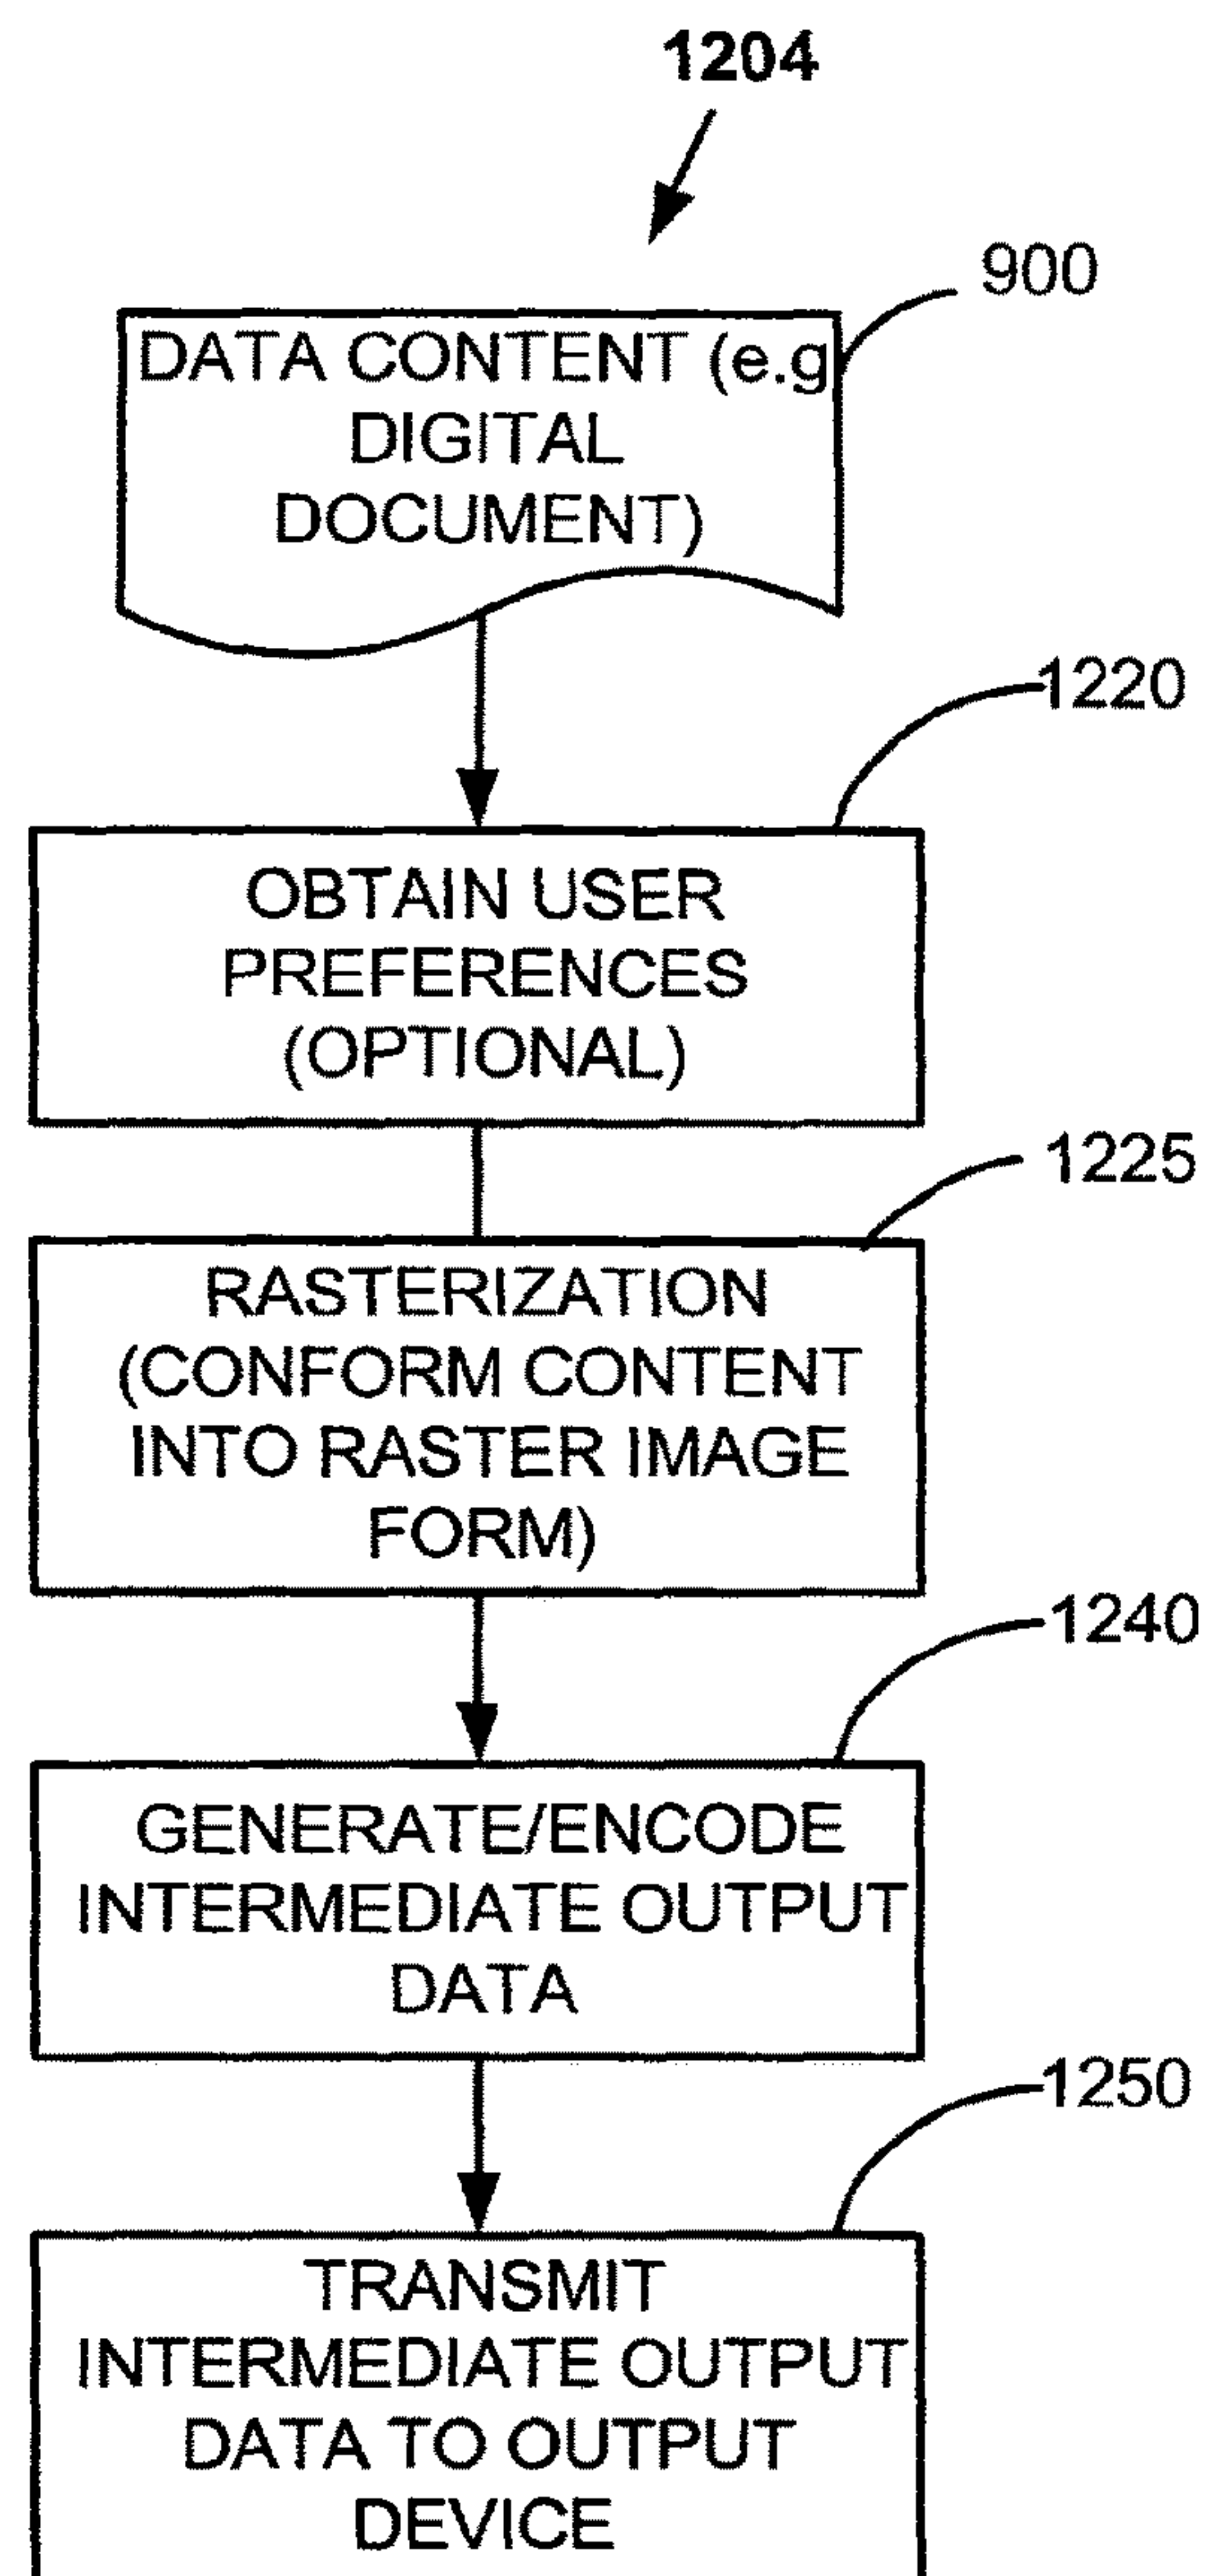 1204
900
DATA CONTENT (e.g
DIGITAL
DOCUMENT)
1220
OBTAIN USER
PREFERENCES
(OPTIONAL)
1225
RASTERIZATION
(CONFORM CONTENT
INTO RASTER IMAGE
FORM)
1240
GENERATE/ENCODE
INTERMEDIATE OUTPUT
DATA
1250
TRANSMIT
INTERMEDIATE OUTPUT
DATA TO OUTPUT
DEVICE